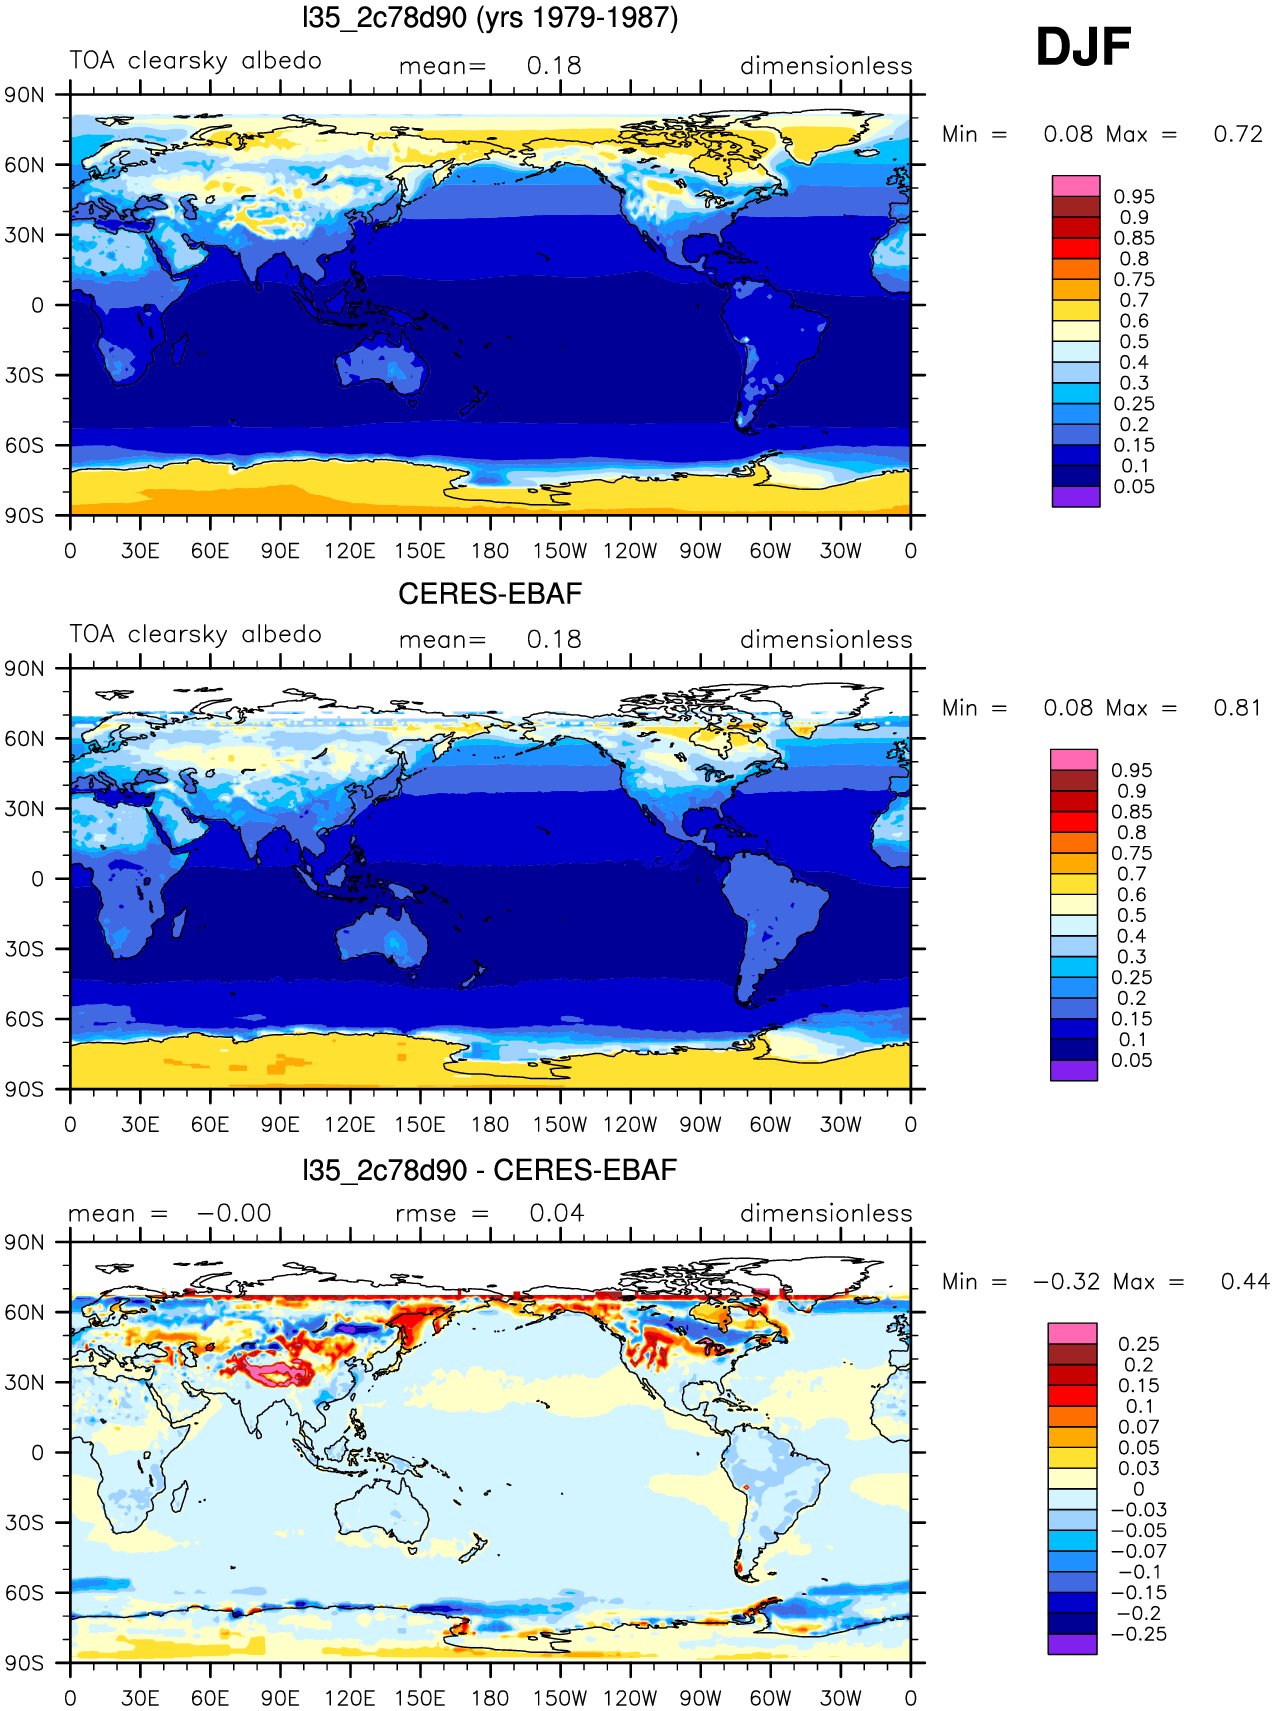 l35_2c78d90 (yrs 1979-1987)
DJF
TOA clearsky albedo mean= 0.18 dimensionless
Min = 0.08 Max = 0.72
90N
60N
30N
0
30S
60S
90S
0 30E 60E 90E 120E 150E 180 150W 120W 90W 60W 30W 0
0.95
0.9
0.85
0.8
0.75
0.7
0.6
0.5
0.4
0.3
0.25
0.2
0.15
0.1
0.05
CERES-EBAF
TOA clearsky albedo mean= 0.18 dimensionless
Min = 0.08 Max = 0.81
90N
60N
30N
0
30S
60S
90S
0 30E 60E 90E 120E 150E 180 150W 120W 90W 60W 30W 0
0.95
0.9
0.85
0.8
0.75
0.7
0.6
0.5
0.4
0.3
0.25
0.2
0.15
0.1
0.05
l35_2c78d90 - CERES-EBAF
mean = -0.00 rmse = 0.04 dimensionless
Min = -0.32 Max = 0.44
90N
60N
30N
0
30S
60S
90S
0 30E 60E 90E 120E 150E 180 150W 120W 90W 60W 30W 0
0.25
0.2
0.15
0.1
0.07
0.05
0.03
0
-0.03
-0.05
-0.07
-0.1
-0.15
-0.2
-0.25